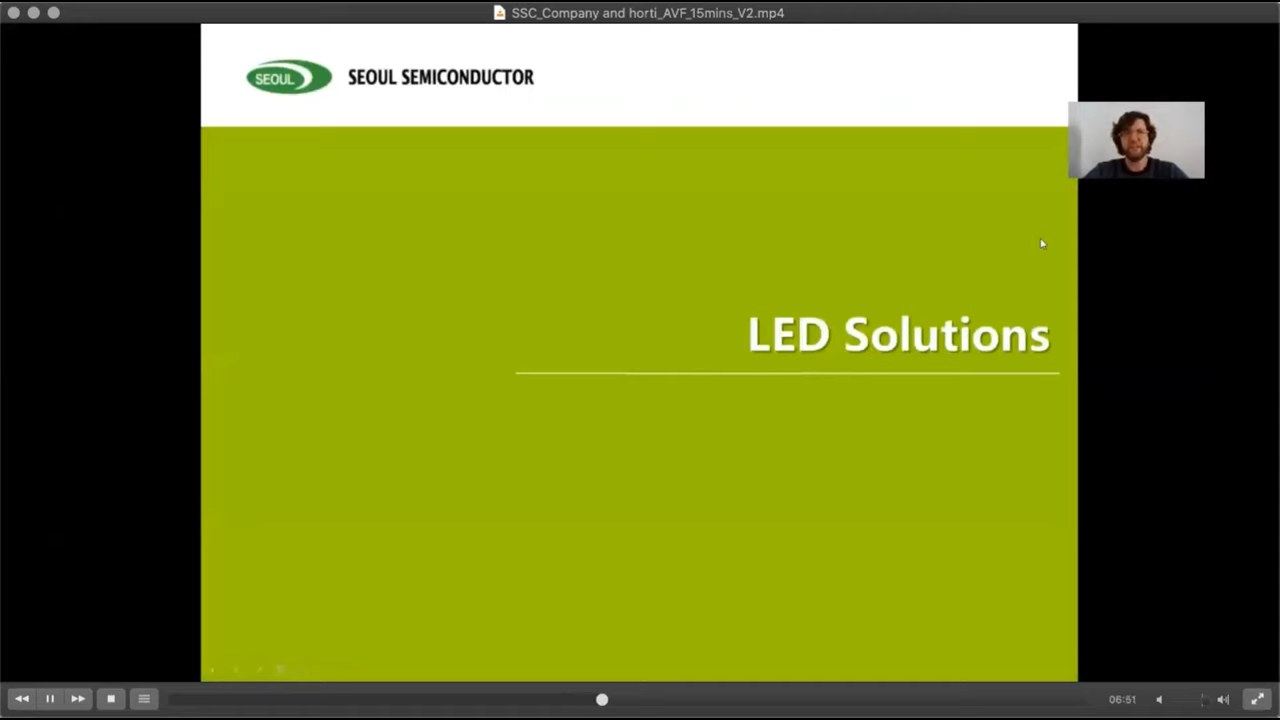 SSC_Company and horti_AVF_15mins_V2.mp4
SEOUL
SEOUL SEMICONDUCTOR
LED Solutions
06:51